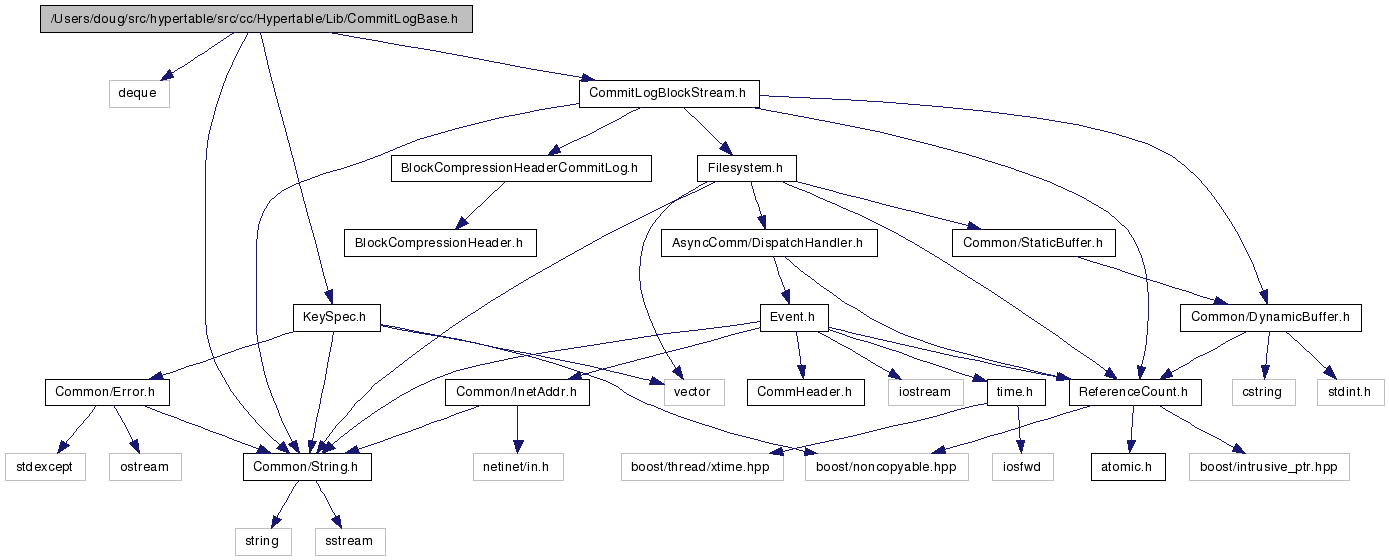 /Users/doug/src/hypertable/src/cc/Hypertable/Lib/CommitLogBase.h
deque
CommitLogBlockStream.h
BlockCompressionHeaderCommitLog.h
Filesystem.h
BlockCompressionHeader.h
AsyncComm/DispatchHandler.h
Common/StaticBuffer.h
KeySpec.h
Event.h
Common/DynamicBuffer.h
Common/Error.h
Common/InetAddr.h
vector
CommHeader.h
iostream
time.h
ReferenceCount.h
cstring
stdint.h
stdexcept
ostream
Common/String.h
netinet/in.h
boost/thread/xtime.hpp
boost/noncopyable.hpp
iosfwd
atomic.h
boost/intrusive_ptr.hpp
string
sstream